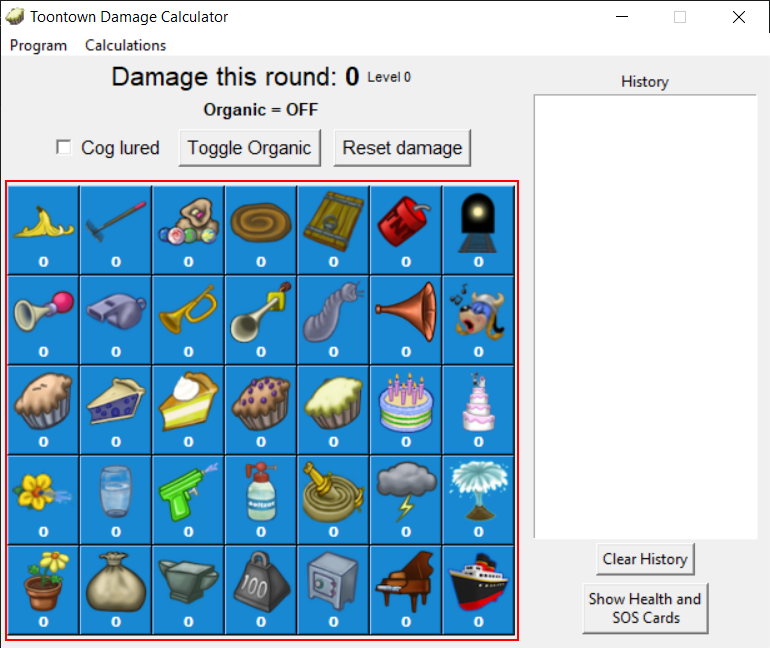 Toontown Damage Calculator
Program Calculations
Damage this round: 0 Level 0
Organic = OFF
Cog lured Toggle Organic Reset damage
History
0 0 0 0 0 0 0
0 0 0 0 0 0 0
0 0 0 0 0 0 0
0 0 0 0 0 0 0
100
0 0 0 0 0 0 0
Clear History
Show Health and
SOS Cards